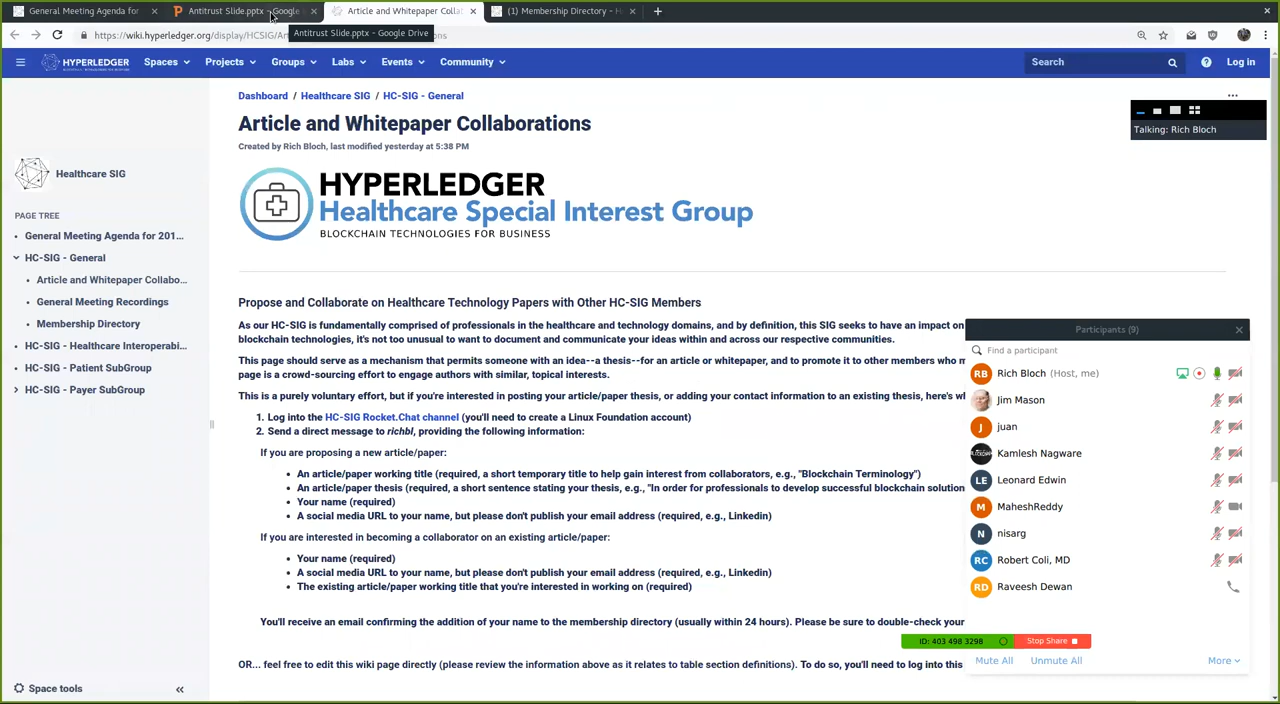 General Meeting Agenda for
Antitrust Slide.pptx - Google
Article and Whitepaper Colla
(1) Membership Directory - H
https://wiki.hyperledger.org/display/HCSIG/Ar
Antitrust Slide.pptx - Google Drive
ons
HYPERLEDGER
Spaces
Projects
Groups
Labs
Events
Community
Search
Log in
Dashboard / Healthcare SIG / HC-SIG - General
Article and Whitepaper Collaborations
Created by Rich Bloch, last modified yesterday at 5:38 PM
Talking: Rich Bloch
Healthcare SIG
PAGE TREE
General Meeting Agenda for 201...
HC-SIG - General
Article and Whitepaper Collabo...
General Meeting Recordings
Membership Directory
HC-SIG - Healthcare Interoperabi...
HC-SIG - Patient SubGroup
HC-SIG - Payer SubGroup
Space tools
HYPERLEDGER
Healthcare Special Interest Group
BLOCKCHAIN TECHNOLOGIES FOR BUSINESS
Propose and Collaborate on Healthcare Technology Papers with Other HC-SIG Members
As our HC-SIG is fundamentally comprised of professionals in the healthcare and technology domains, and by definition, this SIG seeks to have an impact on
blockchain technologies, it's not too unusual to want to document and communicate your ideas within and across our respective communities.
This page should serve as a mechanism that permits someone with an idea--a thesis--for an article or whitepaper, and to promote it to other members who m
page is a crowd-sourcing effort to engage authors with similar, topical interests.
This is a purely voluntary effort, but if you're interested in posting your article/paper thesis, or adding your contact information to an existing thesis, here's wl
1. Log into the HC-SIG Rocket.Chat channel (you'll need to create a Linux Foundation account)
2. Send a direct message to richbl, providing the following information:
If you are proposing a new article/paper:
An article/paper working title (required, a short temporary title to help gain interest from collaborators, e.g., "Blockchain Terminology")
An article/paper thesis (required, a short sentence stating your thesis, e.g., "In order for professionals to develop successful blockchain solution
Your name (required)
A social media URL to your name, but please don't publish your email address (required, e.g., Linkedin)
If you are interested in becoming a collaborator on an existing article/paper:
Your name (required)
A social media URL to your name, but please don't publish your email address (required, e.g., Linkedin)
The existing article/paper working title that you're interested in working on (required)
You'll receive an email confirming the addition of your name to the membership directory (usually within 24 hours). Please be sure to double-check your
OR... feel free to edit this wiki page directly (please review the information above as it relates to table section definitions). To do so, you'll need to log into this
Participants (9)
Find a participant
RB Rich Bloch (Host, me)
Jim Mason
J juan
Kamlesh Nagware
LE Leonard Edwin
M MaheshReddy
N nisarg
RC Robert Coli, MD
RD Raveesh Dewan
ID: 403 498 3298
Stop Share
Mute All
Unmute All
More